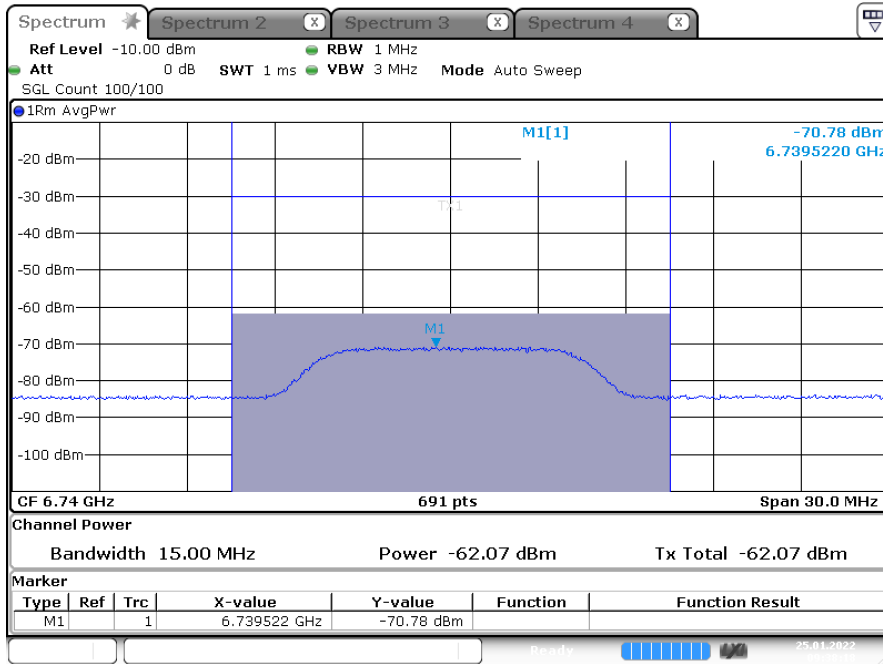 Spectrum Spectrum 2 X Spectrum 3 X Spectrum 4 X
Ref Level -10.00 dBm RBW 1 MHz
Att 0 dB SWT 1 ms VBW 3 MHz Mode Auto Sweep
SGL Count 100/100
1Rm AvgPwr
M1[1] -70.78 dBm
6.7395220 GHz
-20 dBm
-30 dBm
-40 dBm
-50 dBm
-60 dBm
M1
-70 dBm
-80 dBm
-90 dBm
-100 dBm
CF 6.74 GHz 691 pts Span 30.0 MHz
Channel Power
Bandwidth 15.00 MHz Power -62.07 dBm Tx Total -62.07 dBm
Marker
Type Ref Trc X-value Y-value Function Function Result
M1 1 6.739522 GHz -70.78 dBm
Ready 25.01.2022